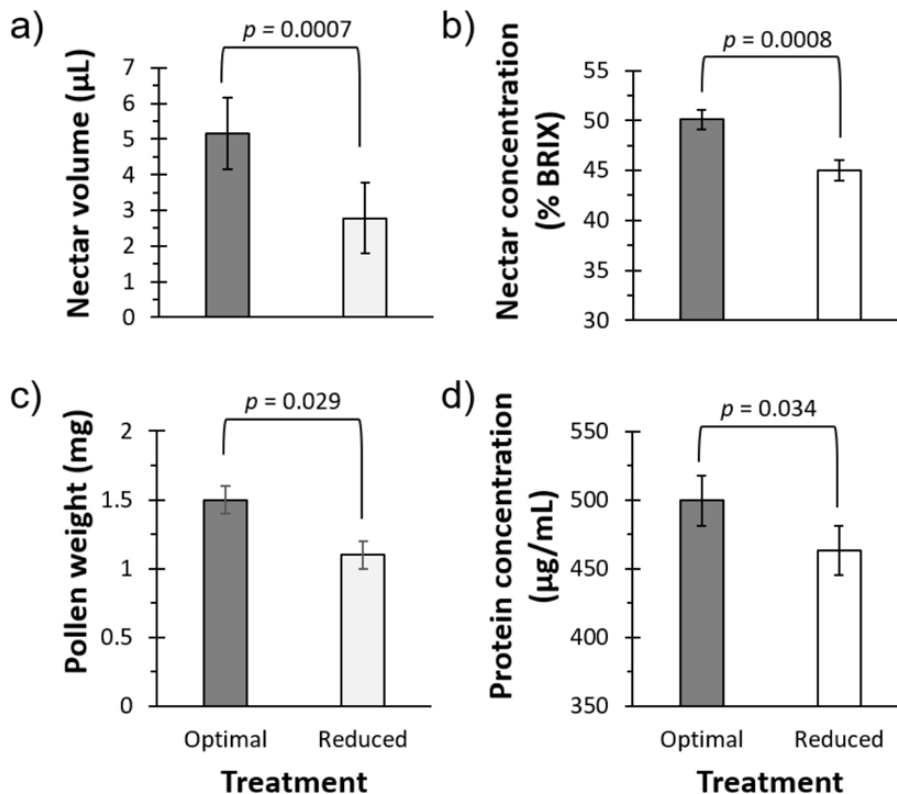 a)
p = 0.0007
Nectar volume (µL)
7
6
5
4
3
2
1
0
b)
p = 0.0008
Nectar concentration
(% BRIX)
55
50
45
40
35
30
c)
p = 0.029
Pollen weight (mg)
2
1.5
1
0.5
0
Optimal Reduced
Treatment
d)
p = 0.034
Protein concentration
(µg/mL)
550
500
450
400
350
Optimal Reduced
Treatment